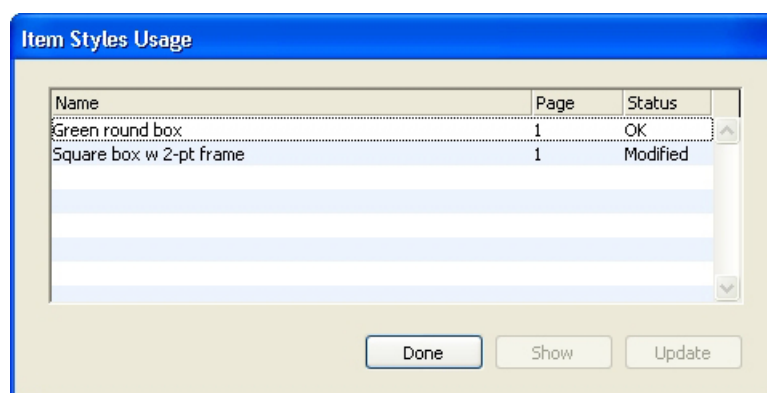 Item Styles Usage
Name Page Status
Green round box 1 OK
Square box w 2-pt frame 1 Modified
Done Show Update